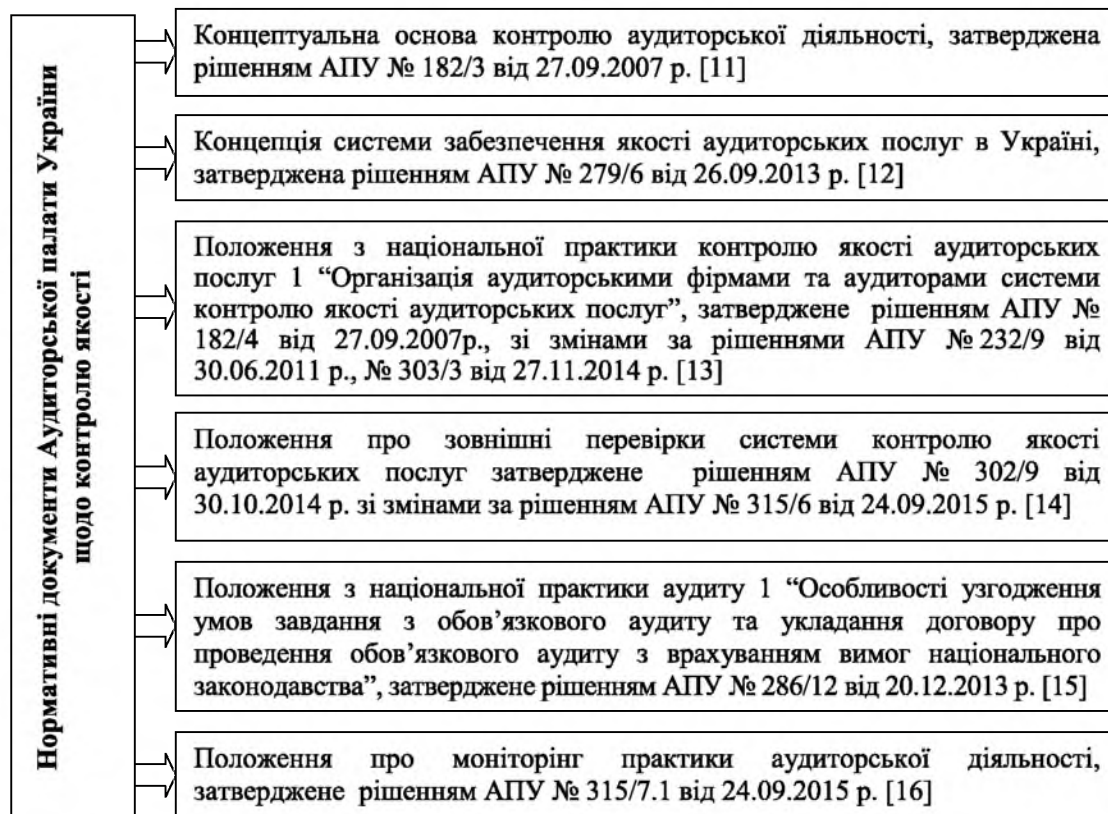 Нормативні документи Аудиторської палати України
щодо контролю якості
Концептуальна основа контролю аудиторської діяльності, затверджена
рішенням АПУ № 182/3 від 27.09.2007 р. [11]
Концепція системи забезпечення якості аудиторських послуг в Україні,
затверджена рішенням АПУ № 279/6 від 26.09.2013 р. [12]
Положення з національної практики контролю якості аудиторських
послуг 1 “Організація аудиторськими фірмами та аудиторами системи
контролю якості аудиторських послуг”, затверджене рішенням АПУ №
182/4 від 27.09.2007р., зі змінами за рішеннями АПУ № 232/9 від
30.06.2011 р., № 303/3 від 27.11.2014 р. [13]
Положення про зовнішні перевірки системи контролю якості
аудиторських послуг затверджене рішенням АПУ № 302/9 від
30.10.2014 р. зі змінами за рішенням АПУ № 315/6 від 24.09.2015 р. [14]
Положення з національної практики аудиту 1 “Особливості узгодження
умов завдання з обов’язкового аудиту та укладання договору про
проведення обов’язкового аудиту з врахуванням вимог національного
законодавства”, затверджене рішенням АПУ № 286/12 від 20.12.2013 р. [15]
Положення про моніторинг практики аудиторської діяльності,
затверджене рішенням АПУ № 315/7.1 від 24.09.2015 р. [16]